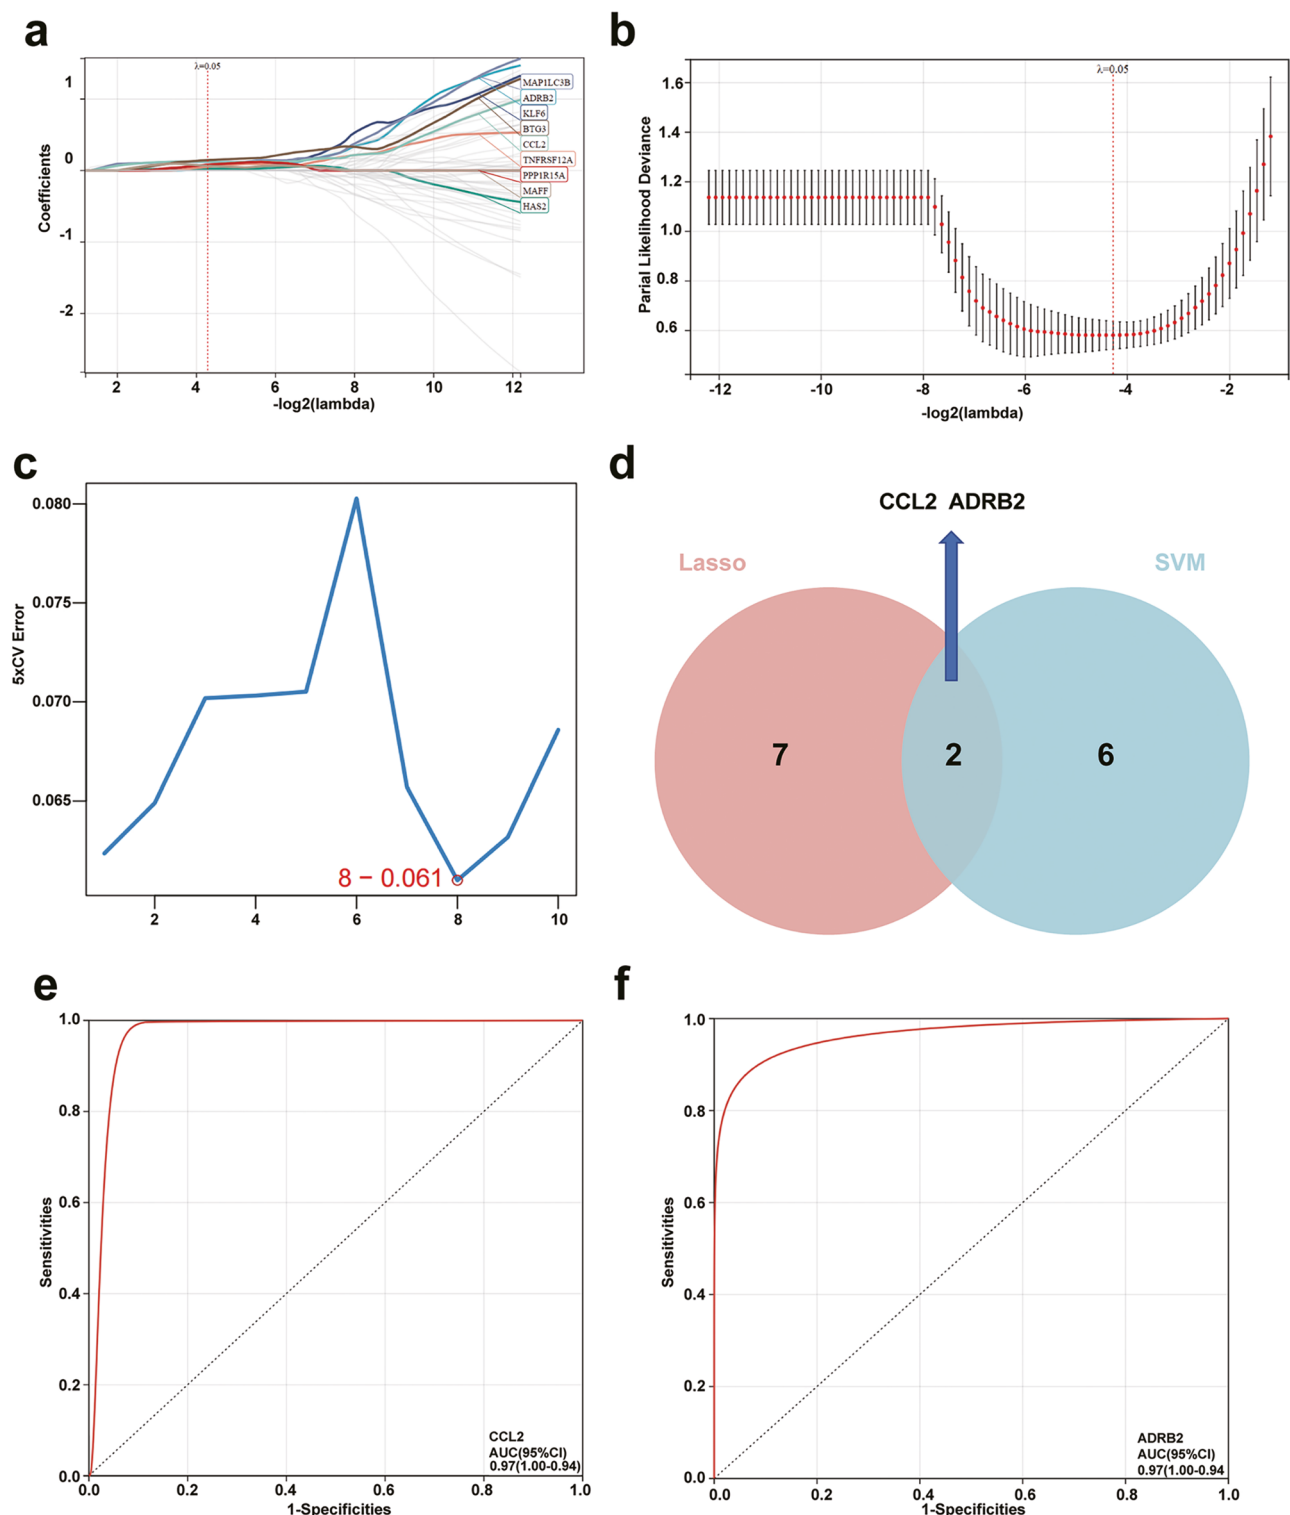 a
λ=0.05
1
0
-1
-2
Coefficients
MAP1LC3B
ADRB2
KLF6
BTG3
CCL2
TNFRSF12A
PPP1R15A
MAFF
HAS2
2
4
6
8
10
12
-log2(lambda)
b
λ=0.05
1.6
1.4
1.2
1.0
0.8
0.6
Parial Likelihood Deviance
-12
-10
-8
-6
-4
-2
-log2(lambda)
c
0.080
0.075
0.070
0.065
5xCV Error
8 − 0.061
2
4
6
8
10
d
CCL2 ADRB2
Lasso
SVM
7
2
6
e
1.0
0.8
0.6
0.4
0.2
0.0
Sensitivities
CCL2
AUC(95%CI)
0.97(1.00-0.94)
0.0
0.2
0.4
0.6
0.8
1.0
1-Specificities
f
1.0
0.8
0.6
0.4
0.2
0.0
Sensitivities
ADRB2
AUC(95%CI)
0.97(1.00-0.94
0.0
0.2
0.4
0.6
0.8
1.0
1-Specificities